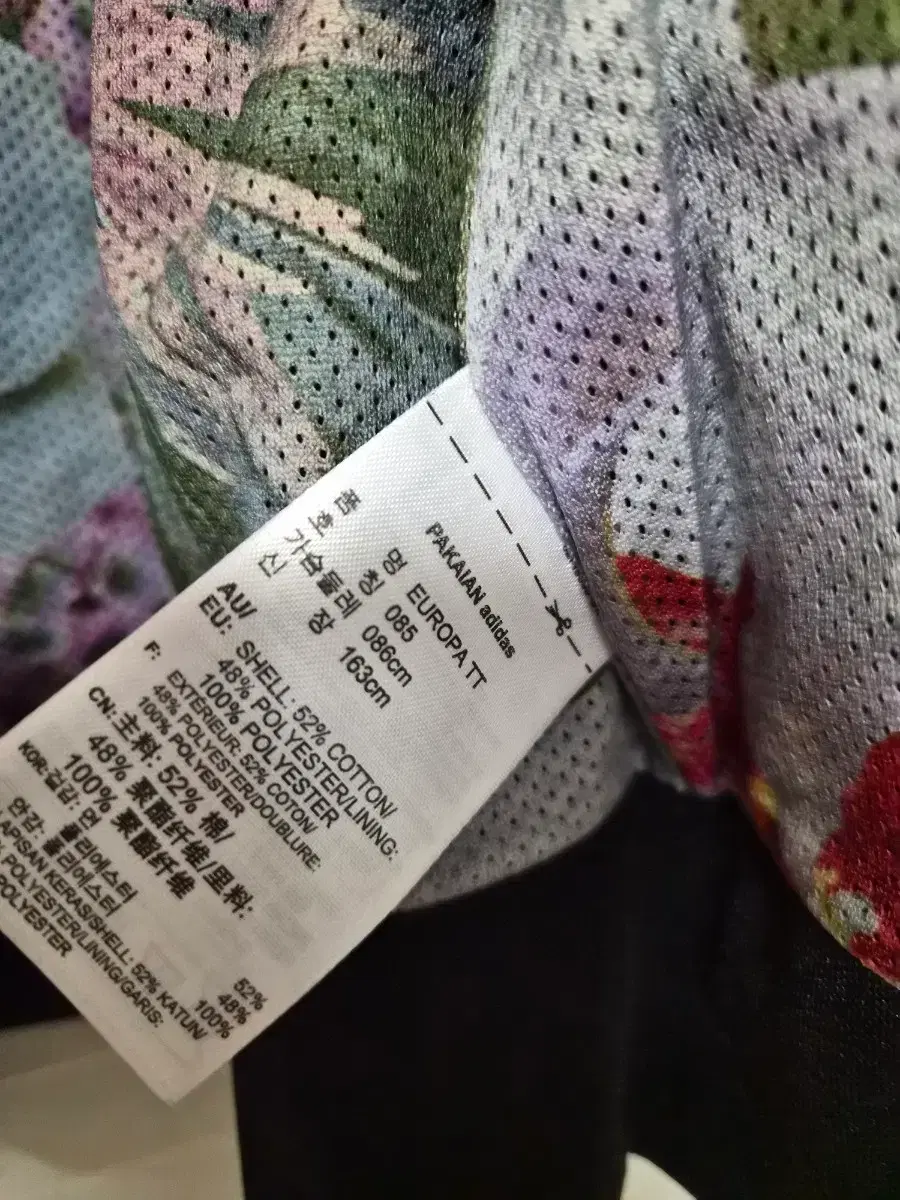 PAKAIAN adidas
품 명 EUROPA TT
호 칭 085
가슴둘레 086cm
신 장 163cm
AU/
EU: SHELL: 52% COTTON/
48% POLYESTER/LINING:
100% POLYESTER
F: EXTERIEUR: 52% COTON/
48% POLYESTER/DOUBLURE:
100% POLYESTER
CN: 主料: 52% 棉/
48% 聚酯纤维/里料:
100% 聚酯纤维
KOR: 겉감: 면 52%
폴리에스터 48%
안감: 폴리에스터 100%
LAPISAN KERAS/SHELL: 52% KATUN/
POLYESTER/LINING/GARIS:
POLYESTER